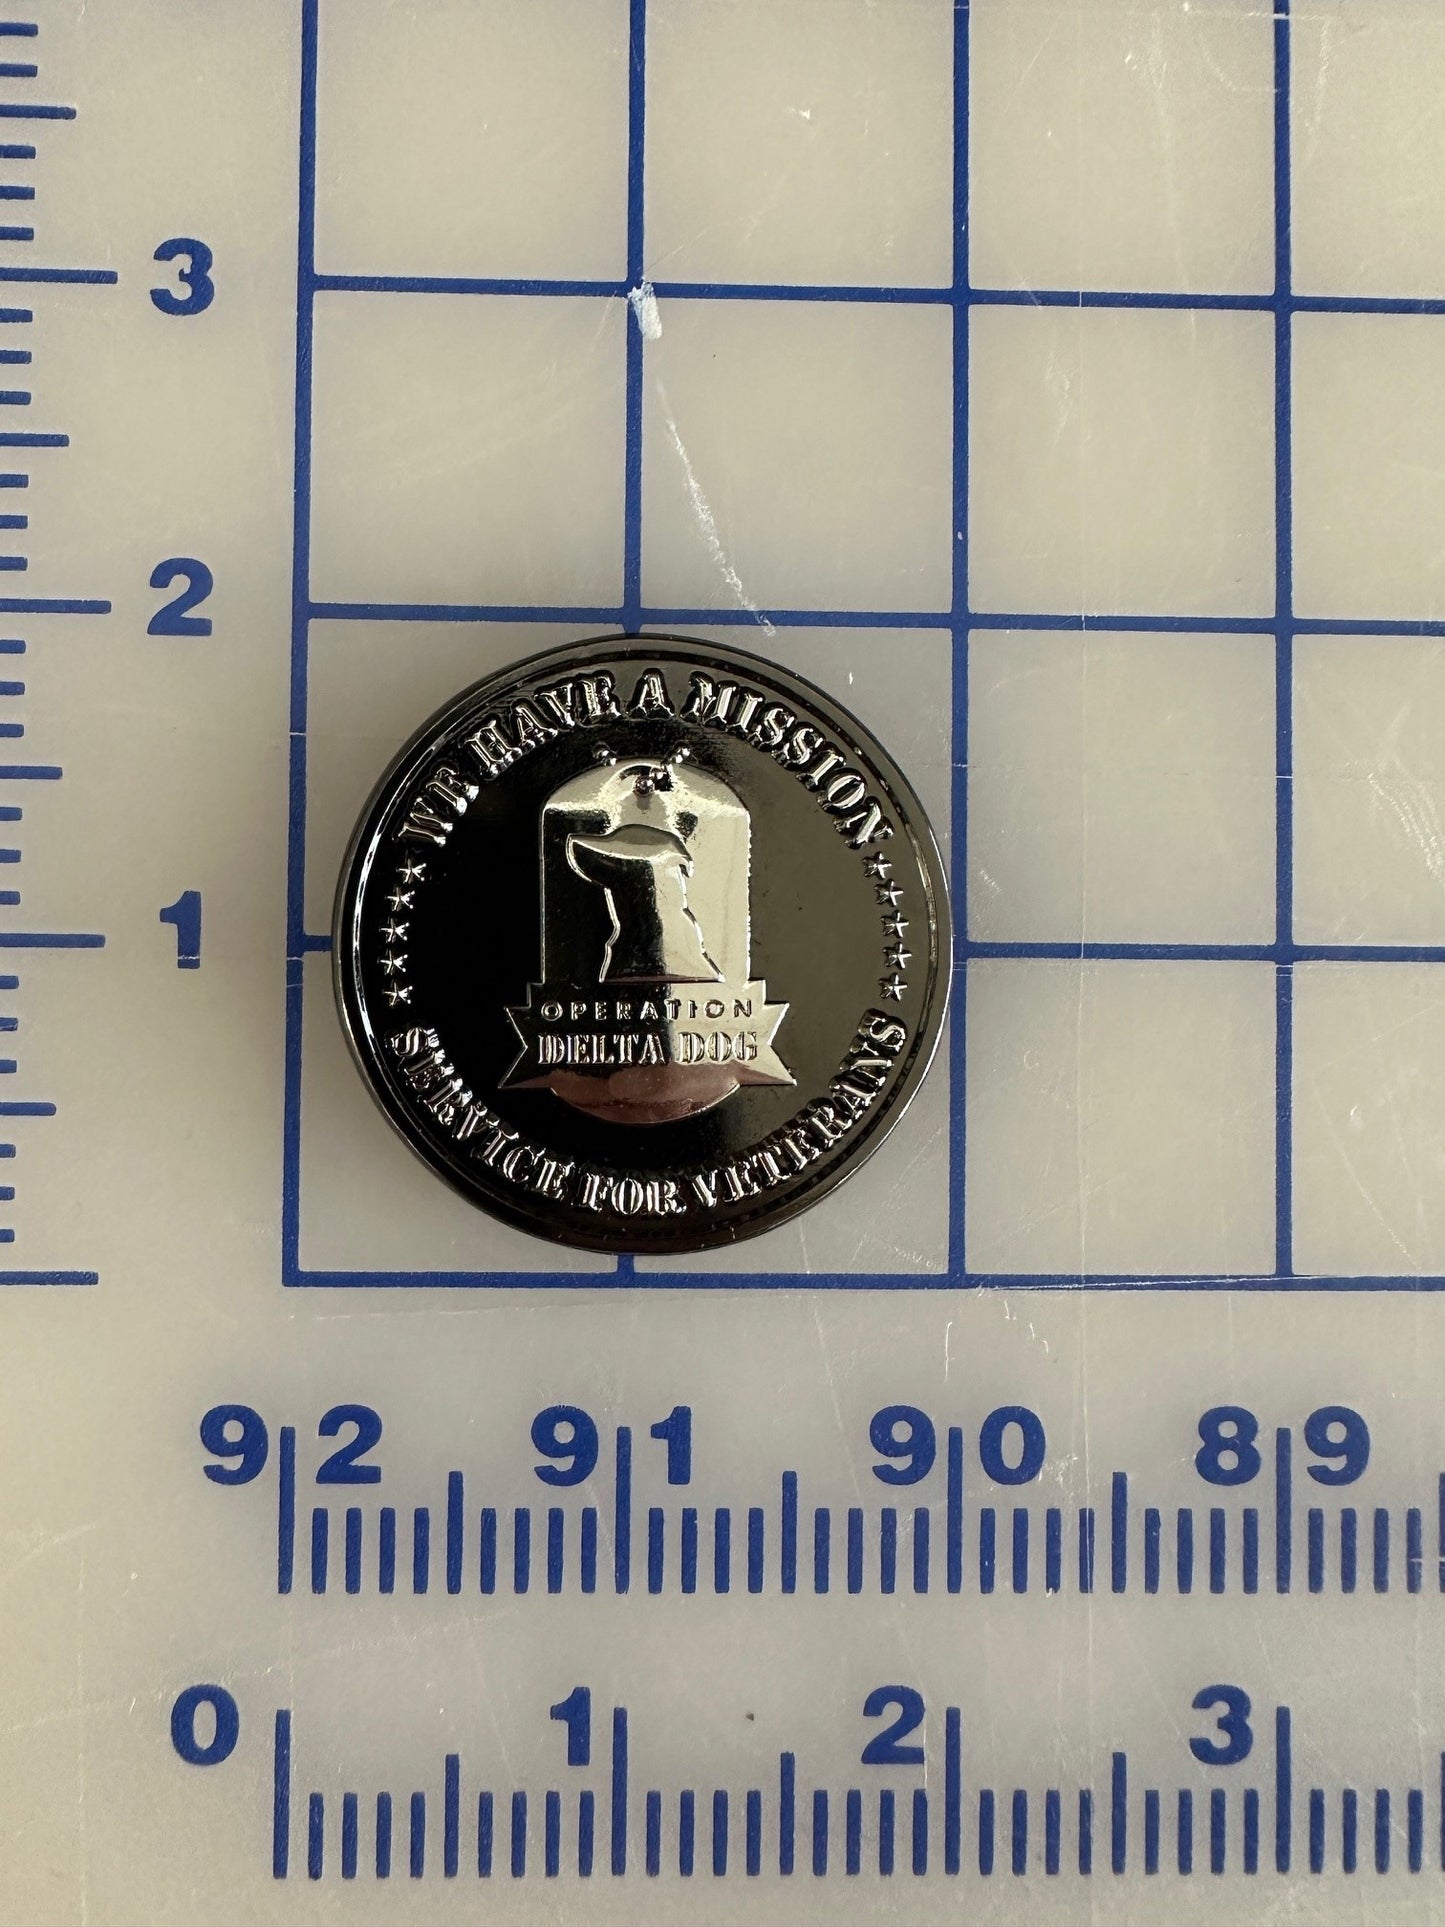 3
2
1
WE HAVE A MISSION
OPERATION
DELTA DOG
SERVICE FOR VETERANS
92 91 90 89
0 1 2 3